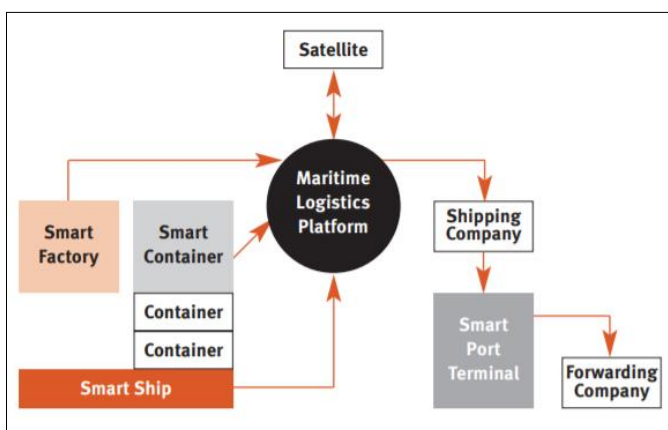 Satellite
Maritime
Logistics
Platform
Smart
Factory
Smart
Container
Container
Container
Smart Ship
Shipping
Company
Smart
Port
Terminal
Forwarding
Company